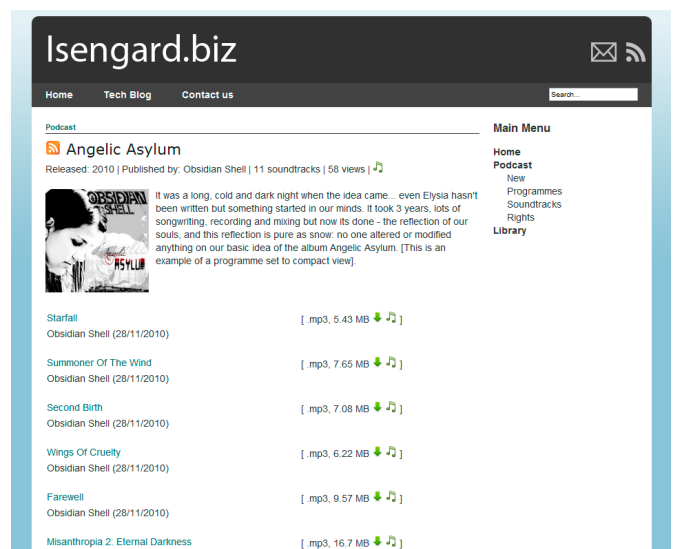 Isengard.biz
Home Tech Blog Contact us
Search...
Podcast
Angelic Asylum
Released: 2010 | Published by: Obsidian Shell | 11 soundtracks | 58 views |
OBSIDIAN
SHELL
Angelic
ASYLUM
It was a long, cold and dark night when the idea came... even Elysia hasn't
been written but something started in our minds. It took 3 years, lots of
songwriting, recording and mixing but now its done - the reflection of our
souls, and this reflection is pure as snow: no one altered or modified
anything on our basic idea of the album Angelic Asylum. [This is an
example of a programme set to compact view].
Starfall [ .mp3, 5.43 MB ]
Obsidian Shell (28/11/2010)
Summoner Of The Wind [ .mp3, 7.65 MB ]
Obsidian Shell (28/11/2010)
Second Birth [ .mp3, 7.08 MB ]
Obsidian Shell (28/11/2010)
Wings Of Cruelty [ .mp3, 6.22 MB ]
Obsidian Shell (28/11/2010)
Farewell [ .mp3, 9.57 MB ]
Obsidian Shell (28/11/2010)
Misanthropia 2: Eternal Darkness [ .mp3, 16.7 MB ]
Main Menu
Home
Podcast
New
Programmes
Soundtracks
Rights
Library